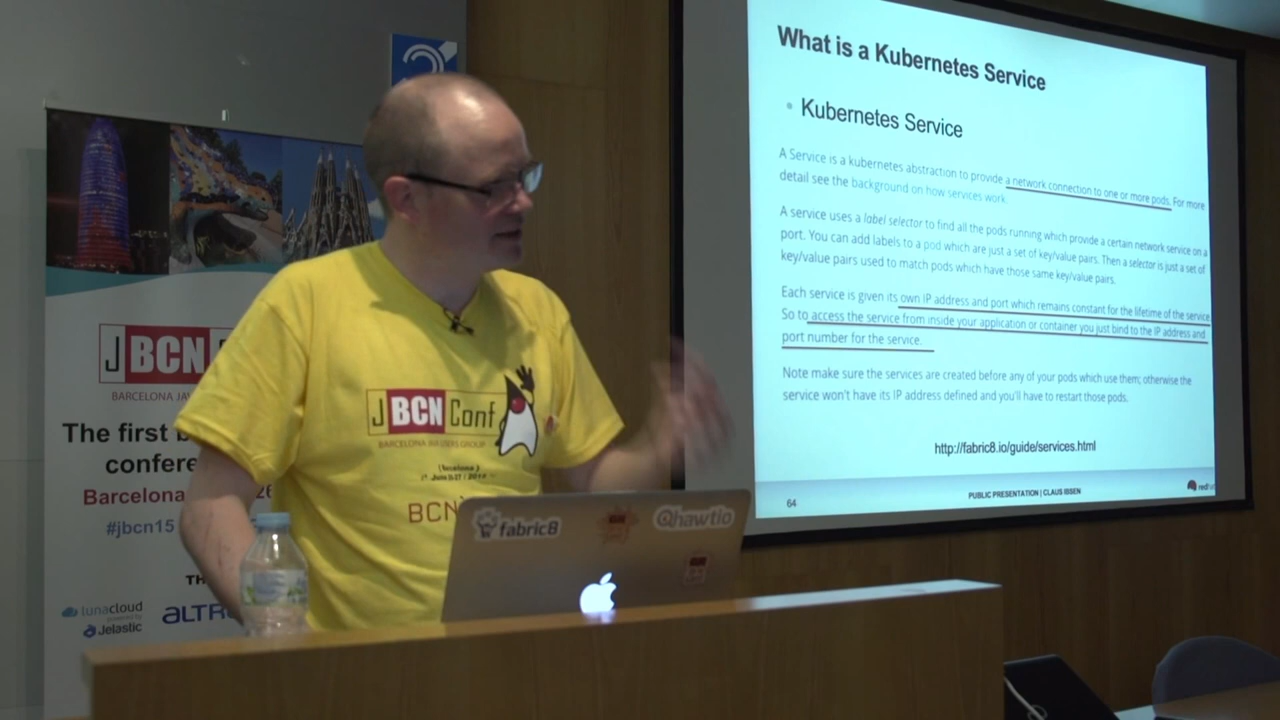 What is a Kubernetes Service
• Kubernetes Service
A Service is a kubernetes abstraction to provide a network connection to one or more pods. For more
detail see the background on how services work.
A service uses a label selector to find all the pods running which provide a certain network service on a
port. You can add labels to a pod which are just a set of key/value pairs. Then a selector is just a set of
key/value pairs used to match pods which have those same key/value pairs.
Each service is given its own IP address and port which remains constant for the lifetime of the service
So to access the service from inside your application or container you just bind to the IP address and
port number for the service.
Note make sure the services are created before any of your pods which use them; otherwise the
service won't have its IP address defined and you'll have to restart those pods.
http://fabric8.io/guide/services.html
64
PUBLIC PRESENTATION | CLAUS IBSEN
JBCN
BARCELONA
The first
confere
Barcelona
#jbcn15
lunacloud
powered by
Jelastic
ALTR
JBCNConf
BARCELONA JAVA USERS GROUP
BCN
fabric8
hawtio